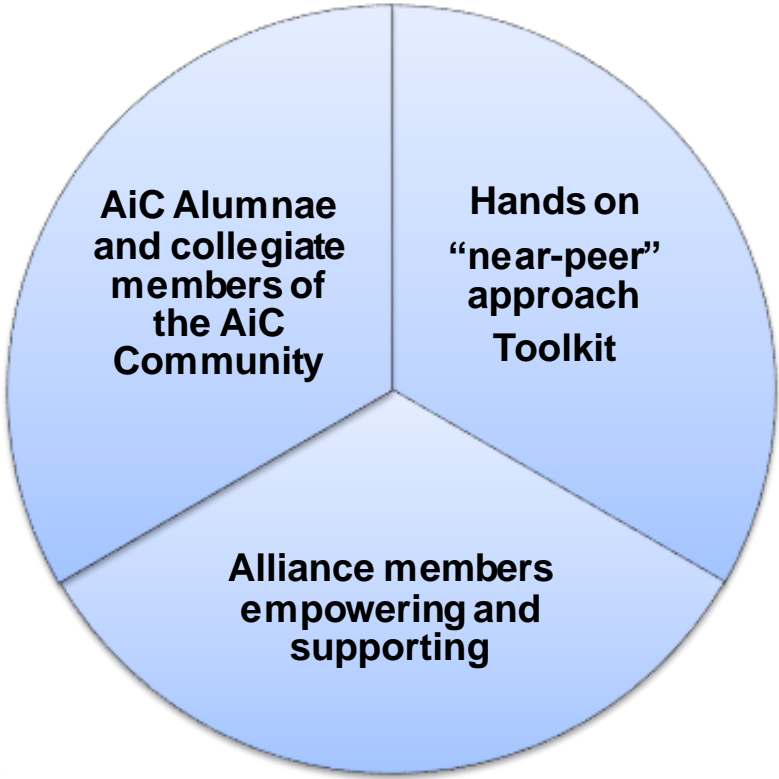 AiC Alumnae
and collegiate
members of
the AiC
Community
Hands on
“near-peer”
approach
Toolkit
Alliance members
empowering and
supporting